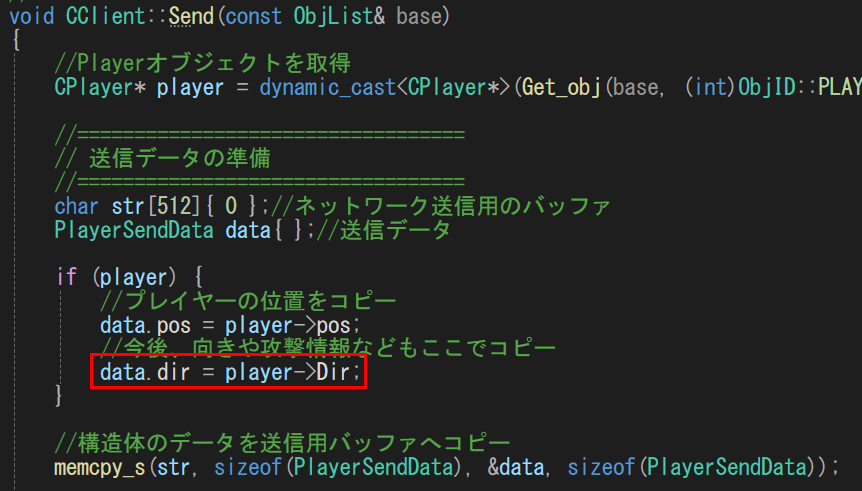 void CClient::Send(const ObjList& base)
{
//Playerオブジェクトを取得
CPlayer* player = dynamic_cast<CPlayer*>(Get_obj(base, (int)ObjID::PLAY
//==================================
// 送信データの準備
//==================================
char str[512]{ 0 };//ネットワーク送信用のバッファ
PlayerSendData data{ };//送信データ
if (player) {
//プレイヤーの位置をコピー
data.pos = player->pos;
//今後、向きや攻撃情報などもここでコピー
data.dir = player->Dir;
}
//構造体のデータを送信用バッファへコピー
memcpy_s(str, sizeof(PlayerSendData), &data, sizeof(PlayerSendData));